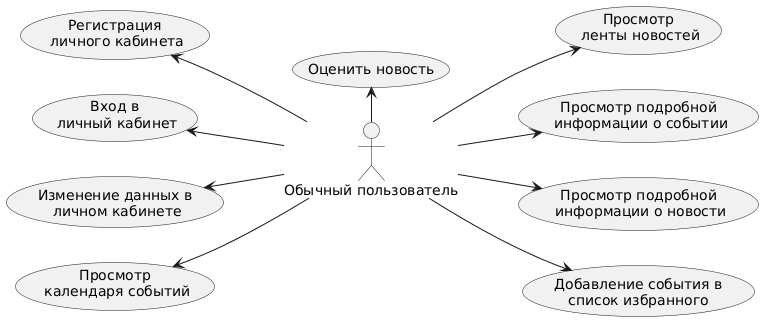 Регистрация
личного кабинета
Вход в
личный кабинет
Изменение данных в
личном кабинете
Просмотр
календаря событий
Оценить новость
Обычный пользователь
Просмотр
ленты новостей
Просмотр подробной
информации о событии
Просмотр подробной
информации о новости
Добавление события в
список избранного